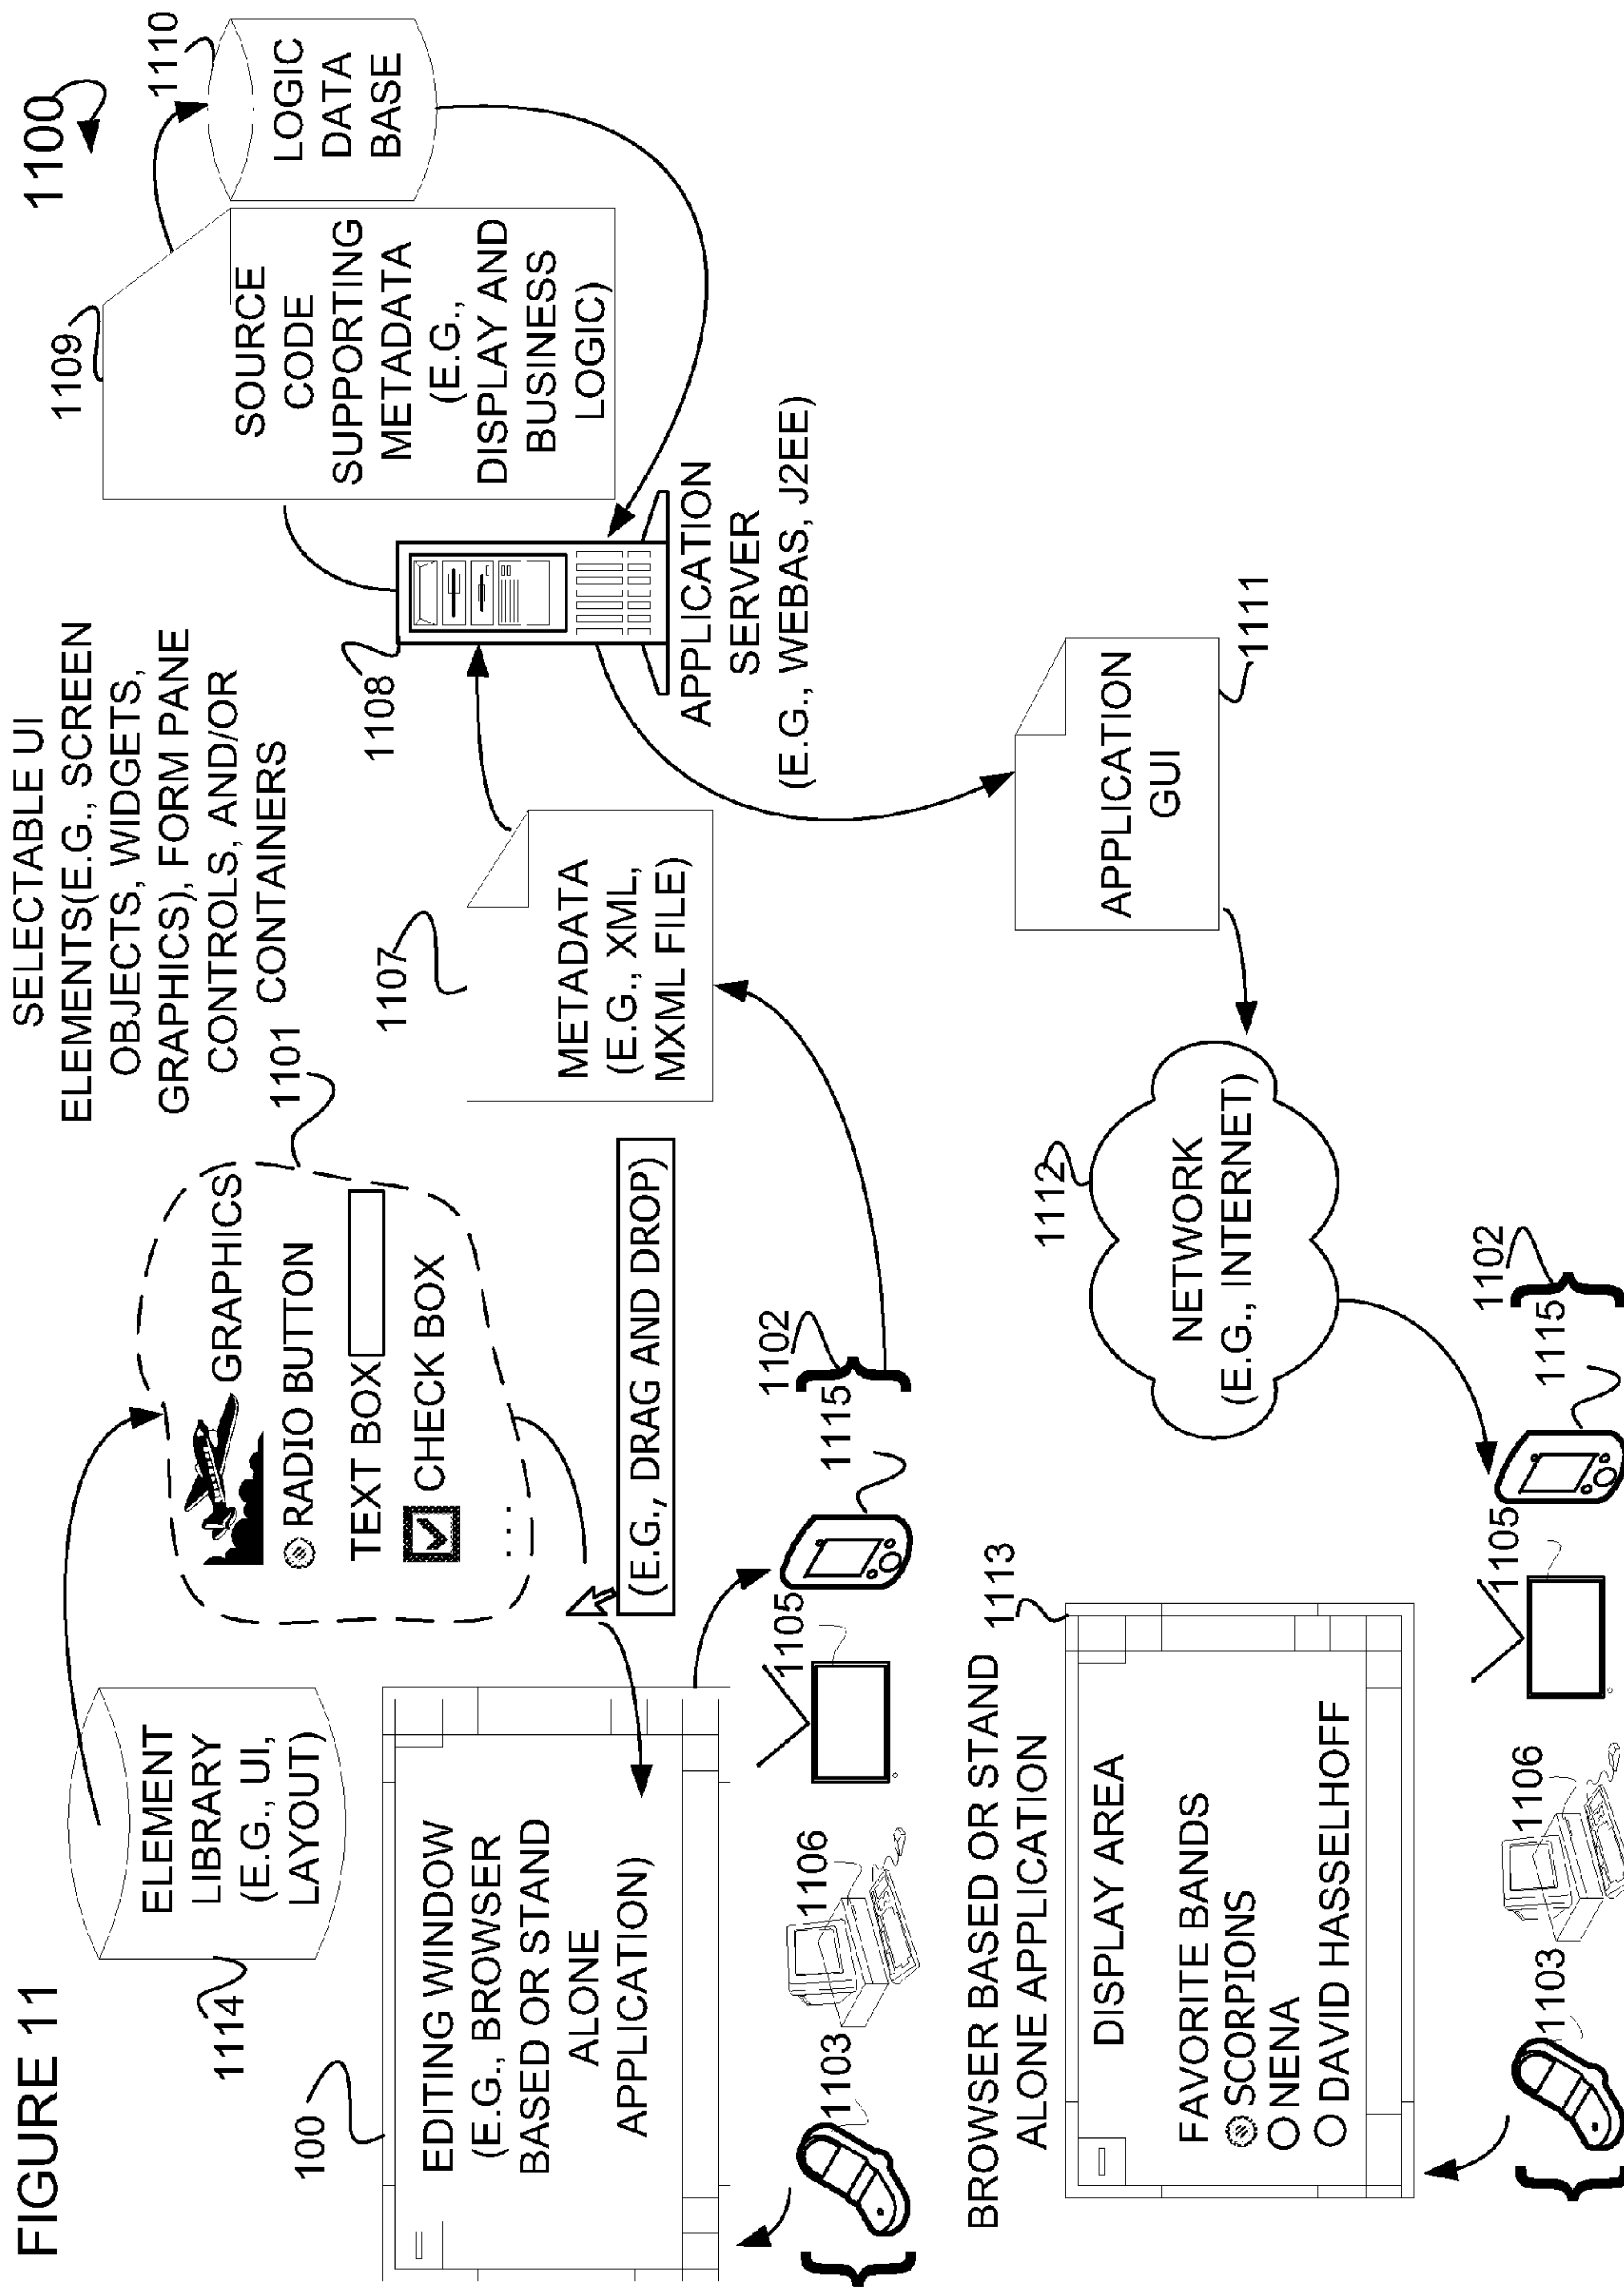 FIGURE 11
1100
SELECTABLE UI
ELEMENTS(E.G., SCREEN
OBJECTS, WIDGETS,
GRAPHICS), FORM PANE
CONTROLS, AND/OR
CONTAINERS
1101
1114
ELEMENT
LIBRARY
(E.G., UI,
LAYOUT)
GRAPHICS
RADIO BUTTON
TEXT BOX
CHECK BOX
...
(E.G., DRAG AND DROP)
100
EDITING WINDOW
(E.G., BROWSER
BASED OR STAND
ALONE
APPLICATION)
1103
1106
1105
1115
1102
1107
METADATA
(E.G., XML,
MXML FILE)
1108
APPLICATION
SERVER
(E.G., WEBAS, J2EE)
1109
SOURCE
CODE
SUPPORTING
METADATA
(E.G.,
DISPLAY AND
BUSINESS
LOGIC)
1110
LOGIC
DATA
BASE
1111
APPLICATION
GUI
1112
NETWORK
(E.G., INTERNET)
BROWSER BASED OR STAND
ALONE APPLICATION
1113
DISPLAY AREA
FAVORITE BANDS
SCORPIONS
NENA
DAVID HASSELHOFF
1103
1106
1105
1115
1102